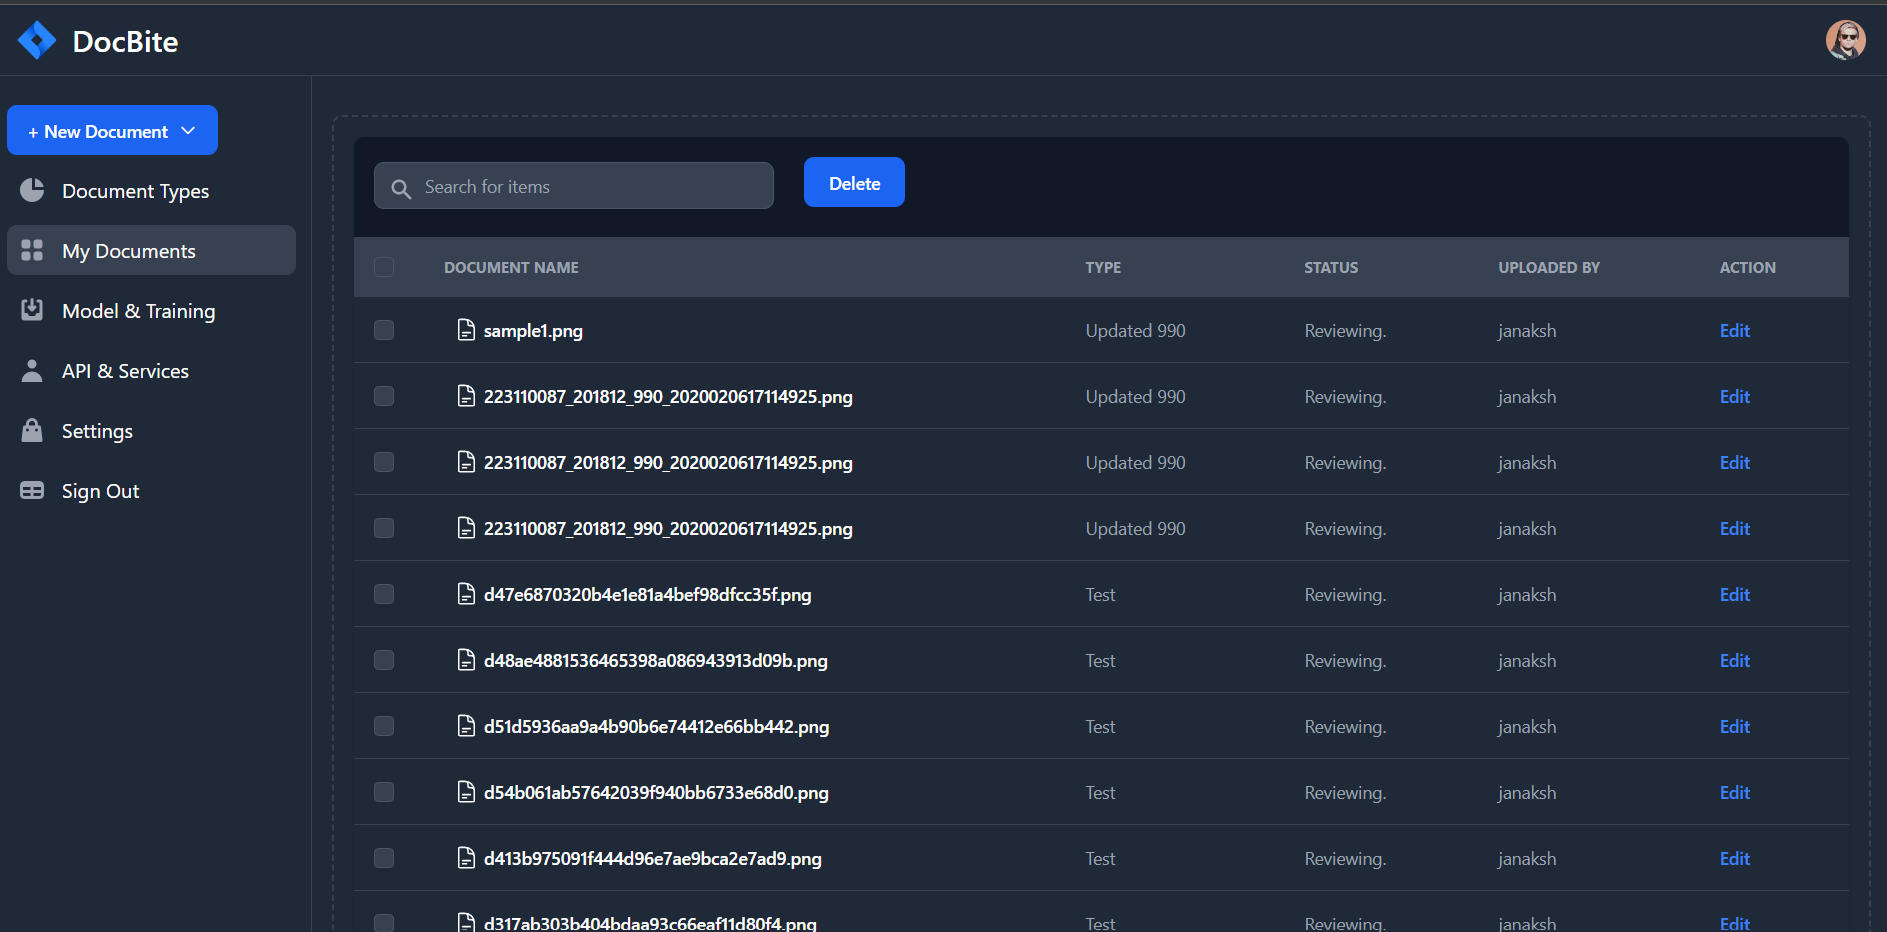 DocBite
+ New Document
Document Types
My Documents
Model & Training
API & Services
Settings
Sign Out
Search for items
Delete
DOCUMENT NAME TYPE STATUS UPLOADED BY ACTION
sample1.png Updated 990 Reviewing. janaksh Edit
223110087_201812_990_2020020617114925.png Updated 990 Reviewing. janaksh Edit
223110087_201812_990_2020020617114925.png Updated 990 Reviewing. janaksh Edit
223110087_201812_990_2020020617114925.png Updated 990 Reviewing. janaksh Edit
d47e6870320b4e1e81a4bef98dfcc35f.png Test Reviewing. janaksh Edit
d48ae4881536465398a086943913d09b.png Test Reviewing. janaksh Edit
d51d5936aa9a4b90b6e74412e66bb442.png Test Reviewing. janaksh Edit
d54b061ab57642039f940bb6733e68d0.png Test Reviewing. janaksh Edit
d413b975091f444d96e7ae9bca2e7ad9.png Test Reviewing. janaksh Edit
d317ab303b404bdaa93c66eaf11d80f4.png Test Reviewing. janaksh Edit